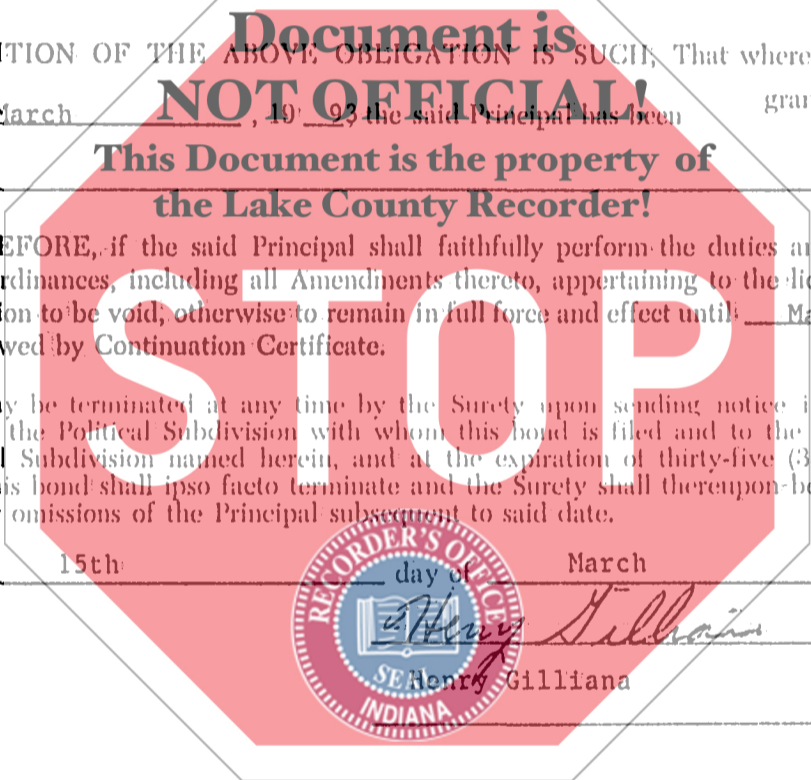 Document is
TION OF THE ABOVE OBLIGATION IS SUCH, That where
NOT OFFICIAL!
March , 19 93 the said Principal has been gran
This Document is the property of
the Lake County Recorder!
EFORE, if the said Principal shall faithfully perform the duties a
rdinances, including all Amendments thereto, appertaining to the lic
ion to be void, otherwise to remain in full force and effect until Ma
wed by Continuation Certificate.
STOP
y be terminated at any time by the Surety upon sending notice i
the Political Subdivision with whom this bond is filed and to the
l Subdivision named herein, and at the expiration of thirty-five (3
is bond shall ipso facto terminate and the Surety shall thereupon be
omissions of the Principal subsequent to said date.
15th day of March
RECORDER'S OFFICE
Henry Gilliana
SEAL
Henry Gilliana
INDIANA